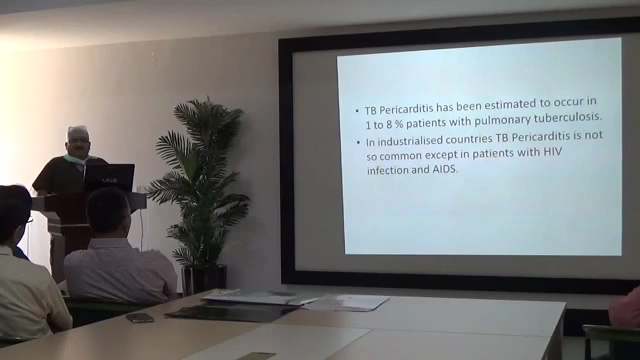 • TB Pericarditis has been estimated to occur in
1 to 8 % patients with pulmonary tuberculosis.
• In industrialised countries TB Pericarditis is not
so common except in patients with HIV
infection and AIDS.